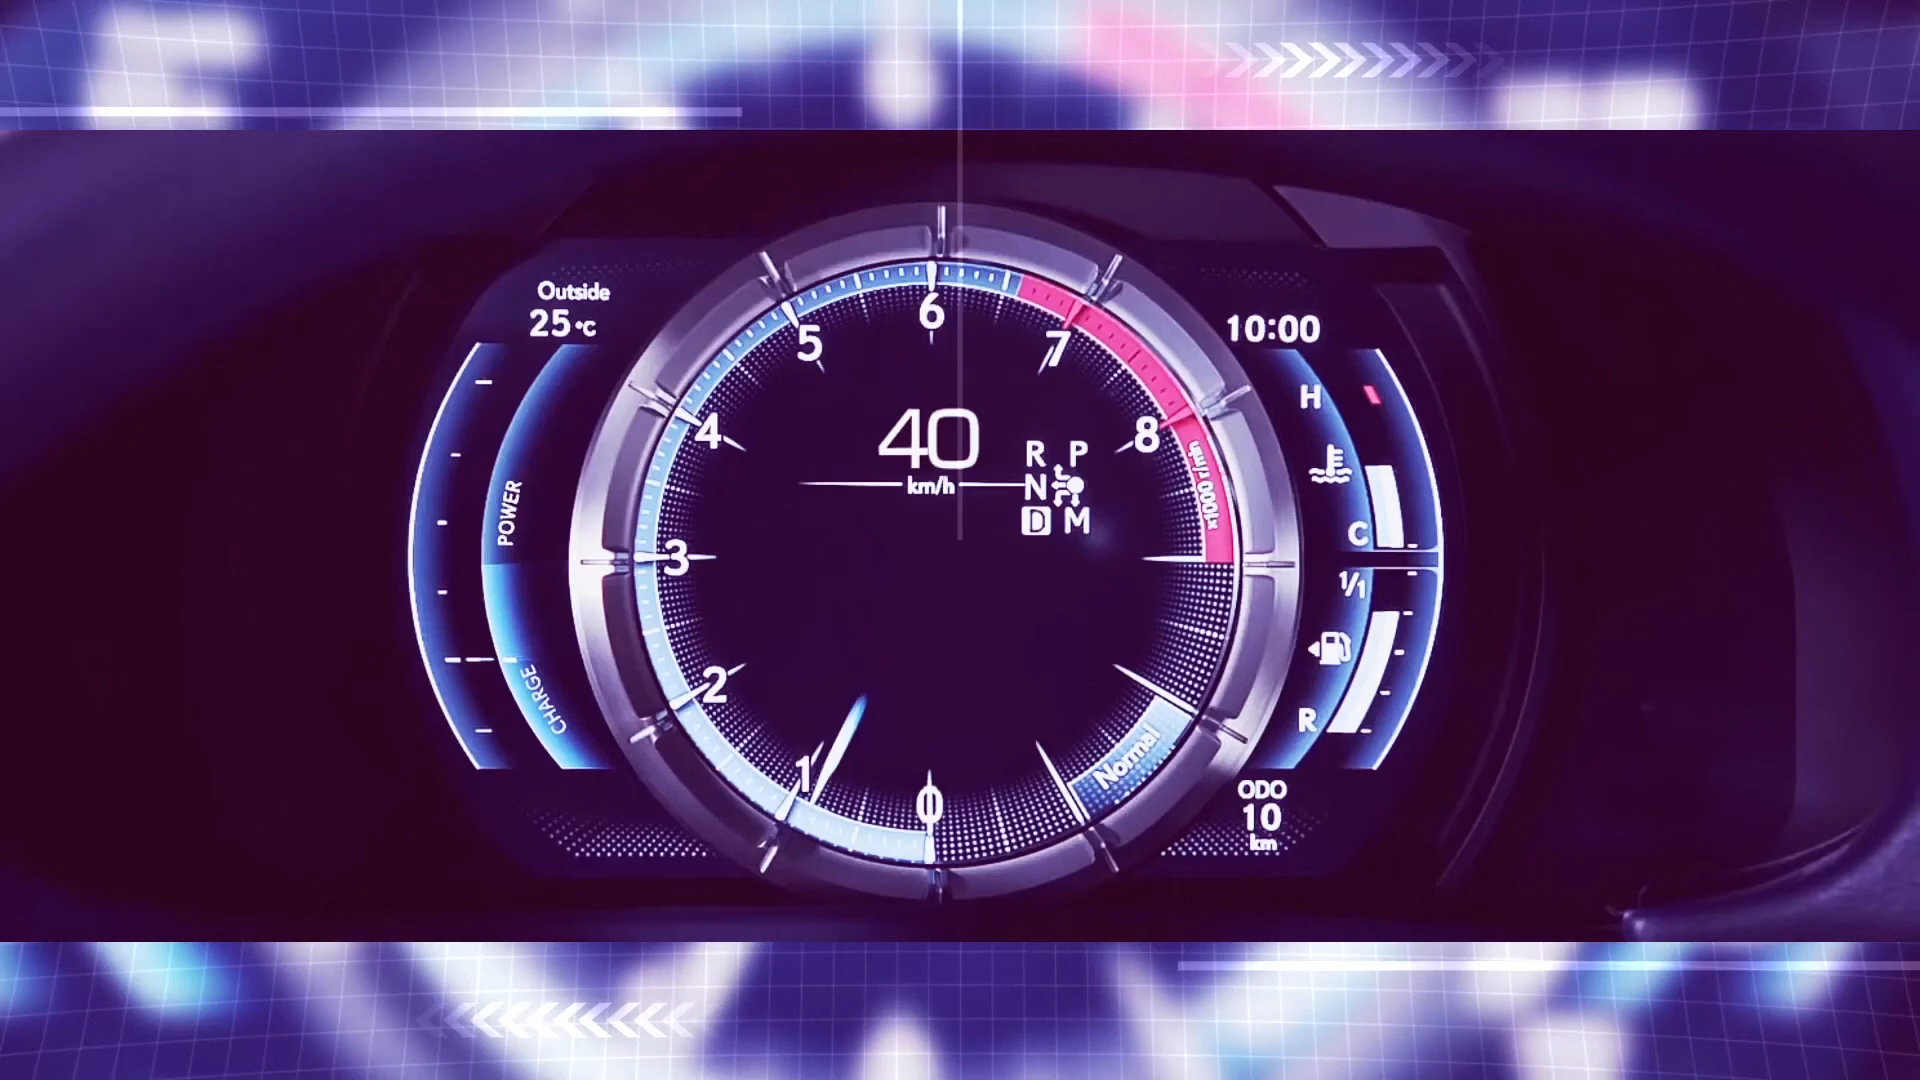 Outside
25°C
10:00
6
5
7
4
8
40
km/h
R P
N
D M
x1000 r/min
3
2
1
0
Normal
POWER
CHARGE
H
C
1/1
R
ODO
10
km